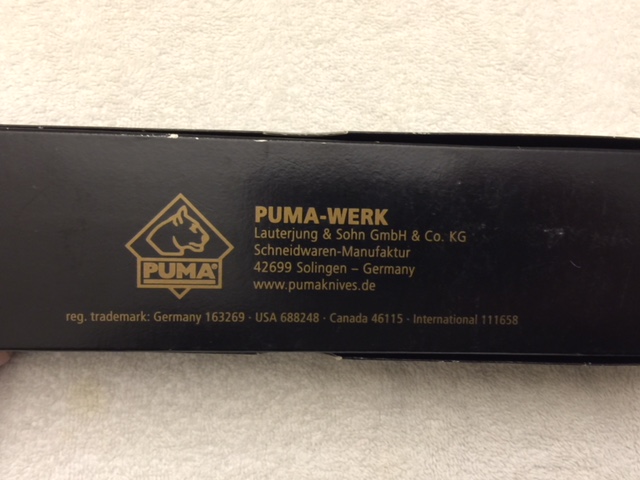 PUMA®
PUMA-WERK
Lauterjung & Sohn GmbH & Co. KG
Schneidwaren-Manufaktur
42699 Solingen – Germany
www.pumaknives.de
reg. trademark: Germany 163269 · USA 688248 · Canada 46115 · International 111658